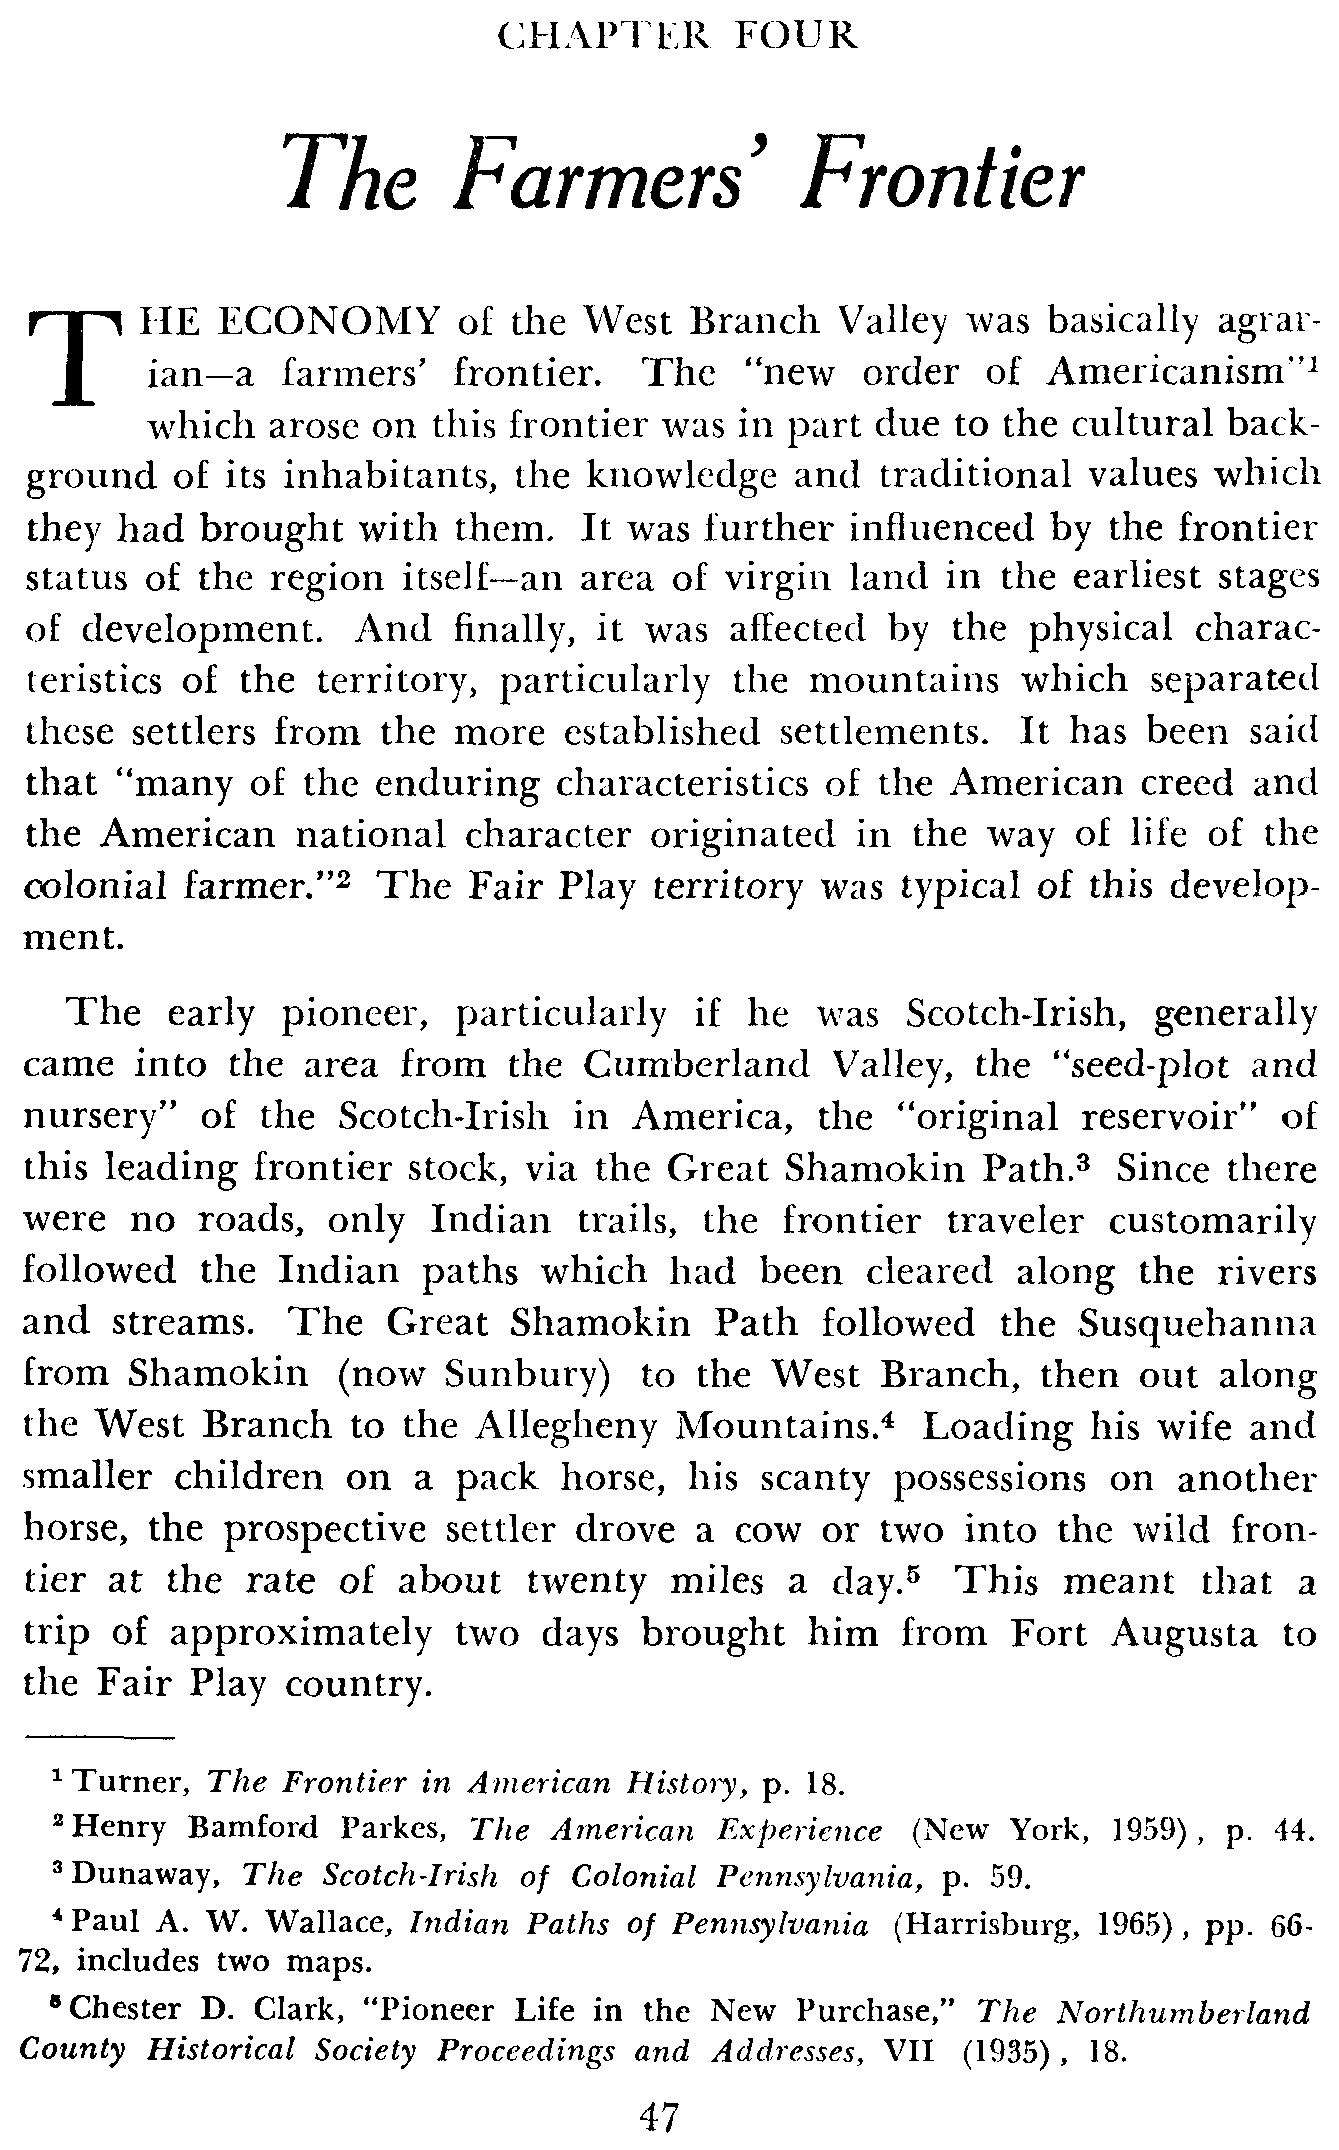 CHAPTER FOUR
The Farmers' Frontier
THE ECONOMY of the West Branch Valley was basically agrar-
ian—a farmers' frontier. The "new order of Americanism"¹
which arose on this frontier was in part due to the cultural back-
ground of its inhabitants, the knowledge and traditional values which
they had brought with them. It was further influenced by the frontier
status of the region itself—an area of virgin land in the earliest stages
of development. And finally, it was affected by the physical charac-
teristics of the territory, particularly the mountains which separated
these settlers from the more established settlements. It has been said
that "many of the enduring characteristics of the American creed and
the American national character originated in the way of life of the
colonial farmer."² The Fair Play territory was typical of this develop-
ment.
The early pioneer, particularly if he was Scotch-Irish, generally
came into the area from the Cumberland Valley, the "seed-plot and
nursery" of the Scotch-Irish in America, the "original reservoir" of
this leading frontier stock, via the Great Shamokin Path.³ Since there
were no roads, only Indian trails, the frontier traveler customarily
followed the Indian paths which had been cleared along the rivers
and streams. The Great Shamokin Path followed the Susquehanna
from Shamokin (now Sunbury) to the West Branch, then out along
the West Branch to the Allegheny Mountains.⁴ Loading his wife and
smaller children on a pack horse, his scanty possessions on another
horse, the prospective settler drove a cow or two into the wild fron-
tier at the rate of about twenty miles a day.⁵ This meant that a
trip of approximately two days brought him from Fort Augusta to
the Fair Play country.
¹ Turner, The Frontier in American History, p. 18.
² Henry Bamford Parkes, The American Experience (New York, 1959), p. 44.
³ Dunaway, The Scotch-Irish of Colonial Pennsylvania, p. 59.
⁴ Paul A. W. Wallace, Indian Paths of Pennsylvania (Harrisburg, 1965), pp. 66-
72, includes two maps.
⁵ Chester D. Clark, "Pioneer Life in the New Purchase," The Northumberland
County Historical Society Proceedings and Addresses, VII (1935), 18.
47